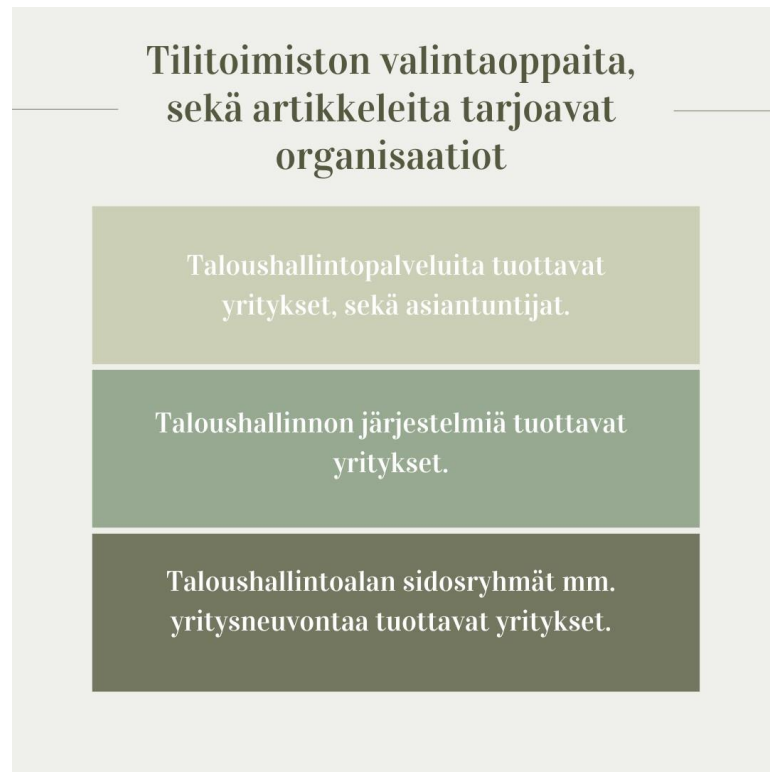 Tilitoimiston valintaoppaita,
sekä artikkeleita tarjoavat
organisaatiot
Taloushallintopalveluita tuottavat
yritykset, sekä asiantuntijat.
Taloushallinnon järjestelmiä tuottavat
yritykset.
Taloushallintoalan sidosryhmät mm.
yritysneuvontaa tuottavat yritykset.